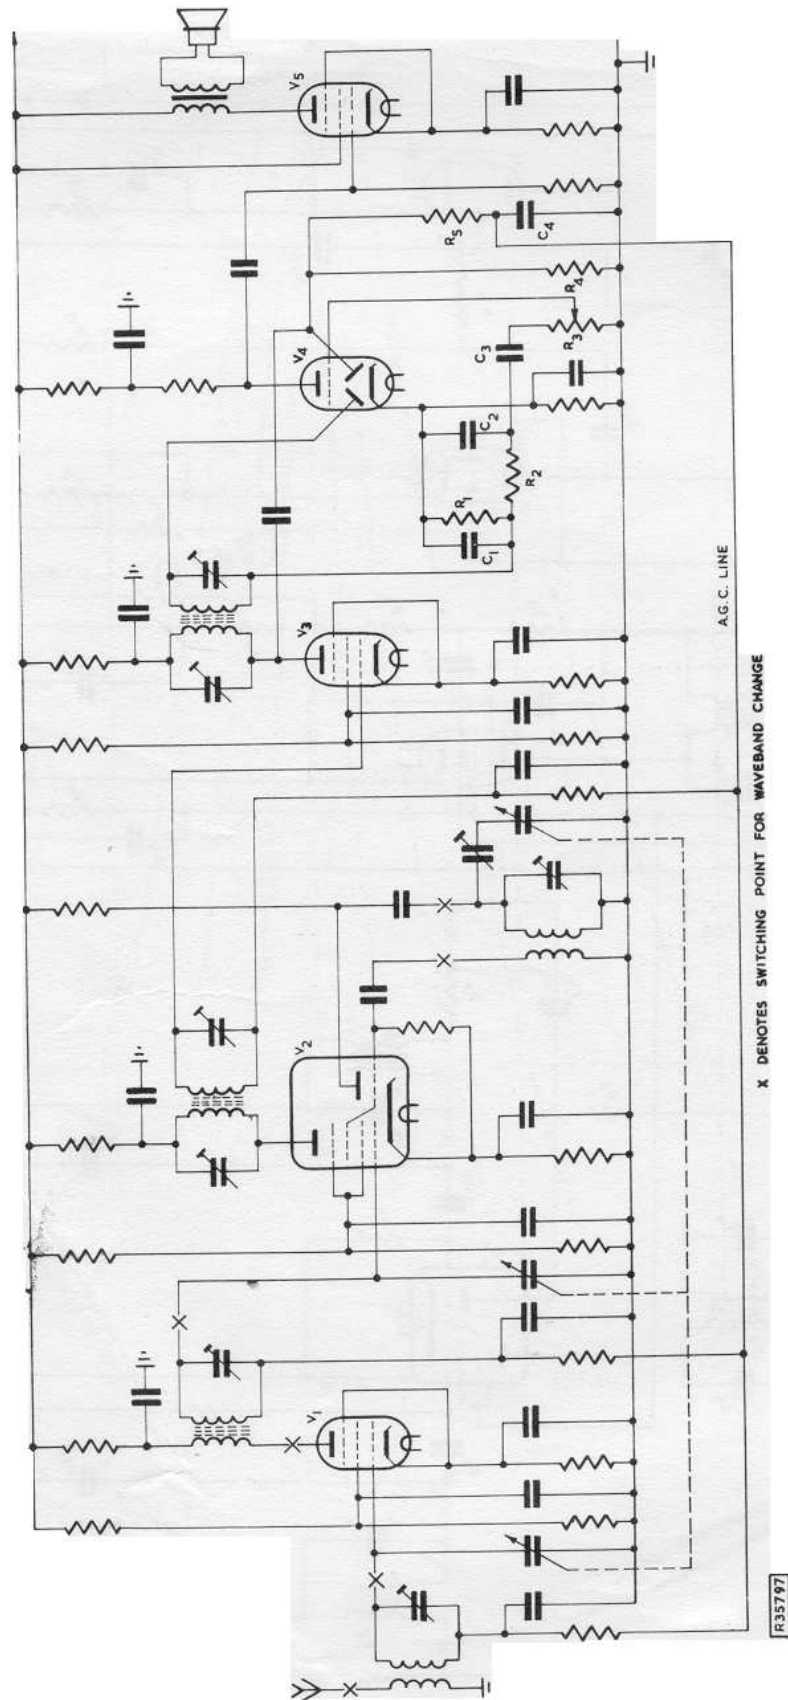 V1
V2
V3
V4
V5
C1
R1
C2
R2
C3
R3
R4
R5
C4
A.G.C. LINE
X DENOTES SWITCHING POINT FOR WAVEBAND CHANGE
R35797